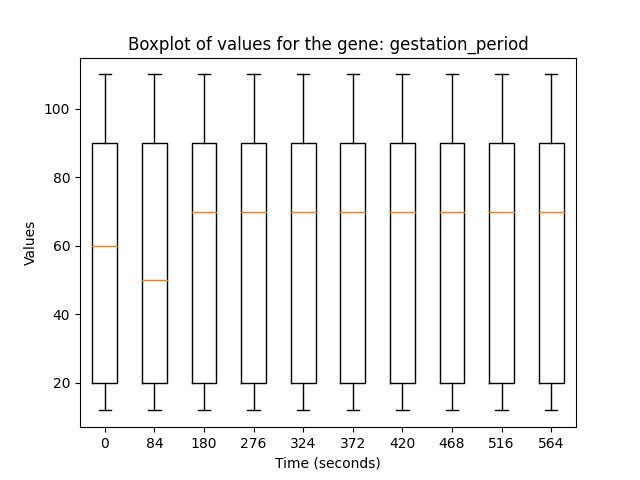 Boxplot of values for the gene: gestation_period
100
80
60
40
20
Values
0 84 180 276 324 372 420 468 516 564
Time (seconds)